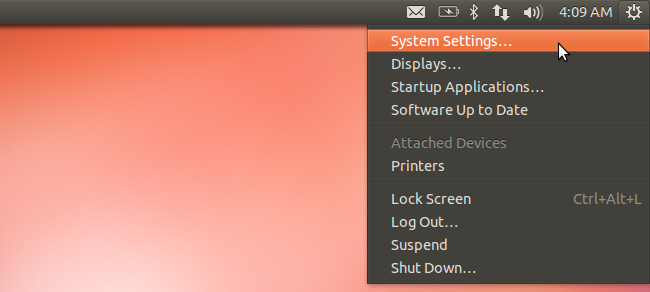 4:09 AM
System Settings...
Displays...
Startup Applications...
Software Up to Date
Attached Devices
Printers
Lock Screen Ctrl+Alt+L
Log Out...
Suspend
Shut Down...